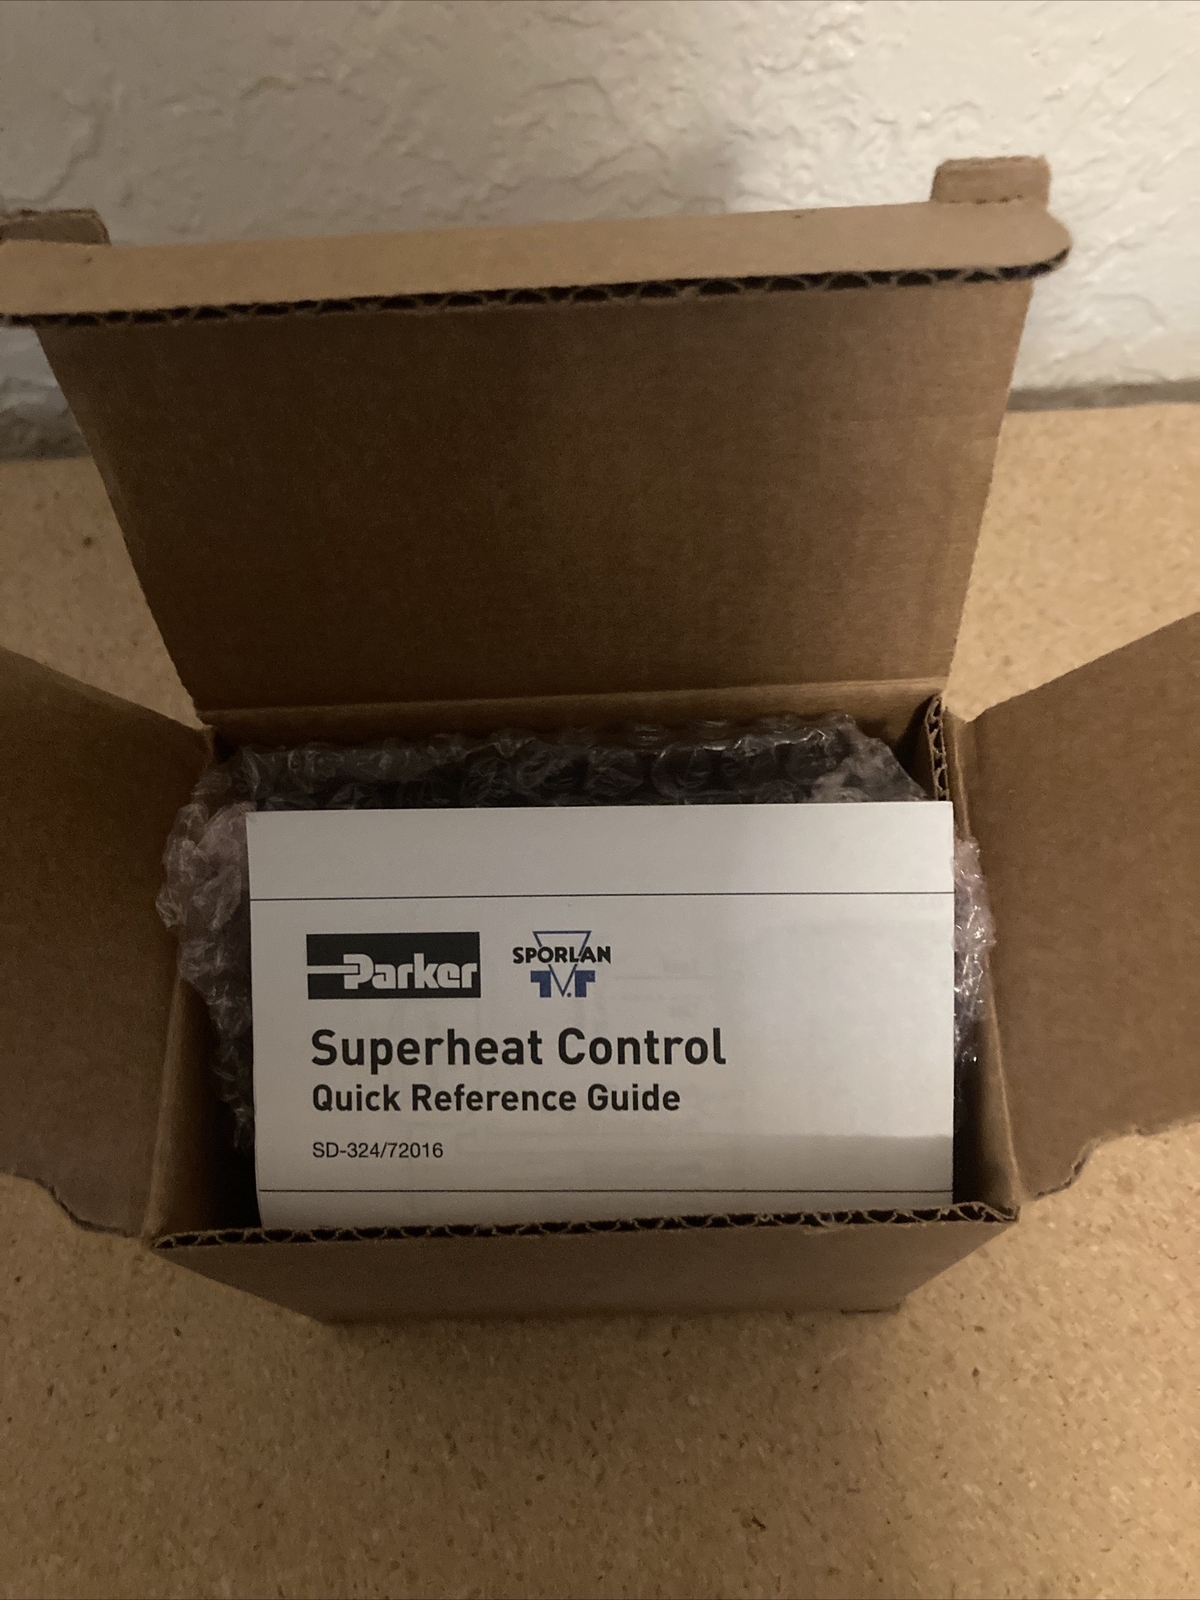 Parker
SPORLAN
Superheat Control
Quick Reference Guide
SD-324/72016